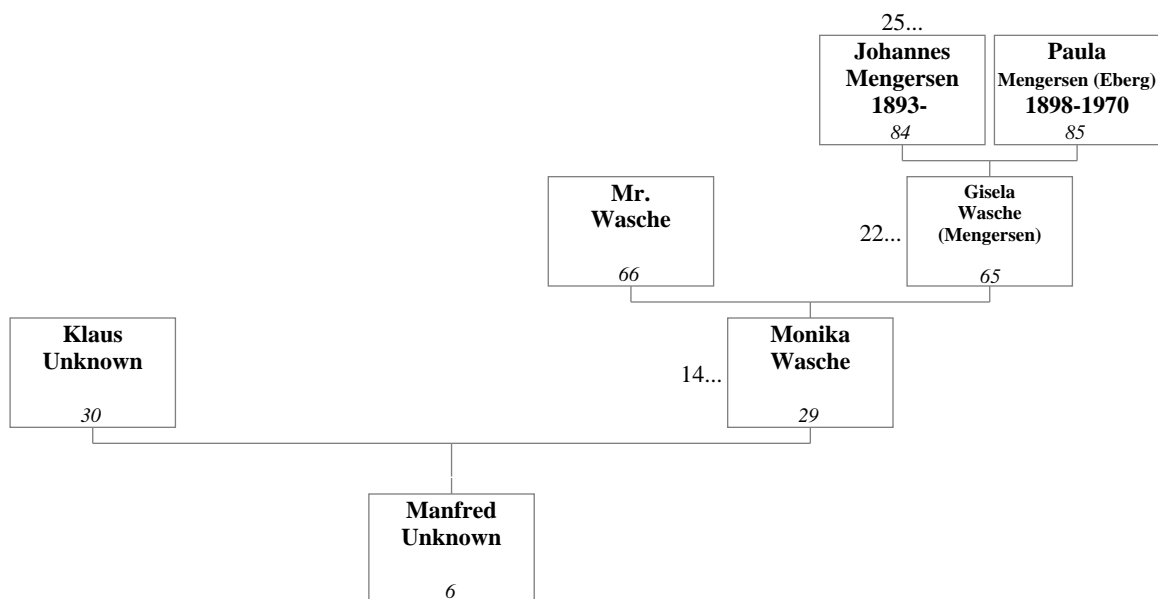 25...
Johannes
Mengersen
1893-
84
Paula
Mengersen (Eberg)
1898-1970
85
Mr.
Wasche
66
22...
Gisela
Wasche
(Mengersen)
65
Klaus
Unknown
30
14...
Monika
Wasche
29
Manfred
Unknown
6